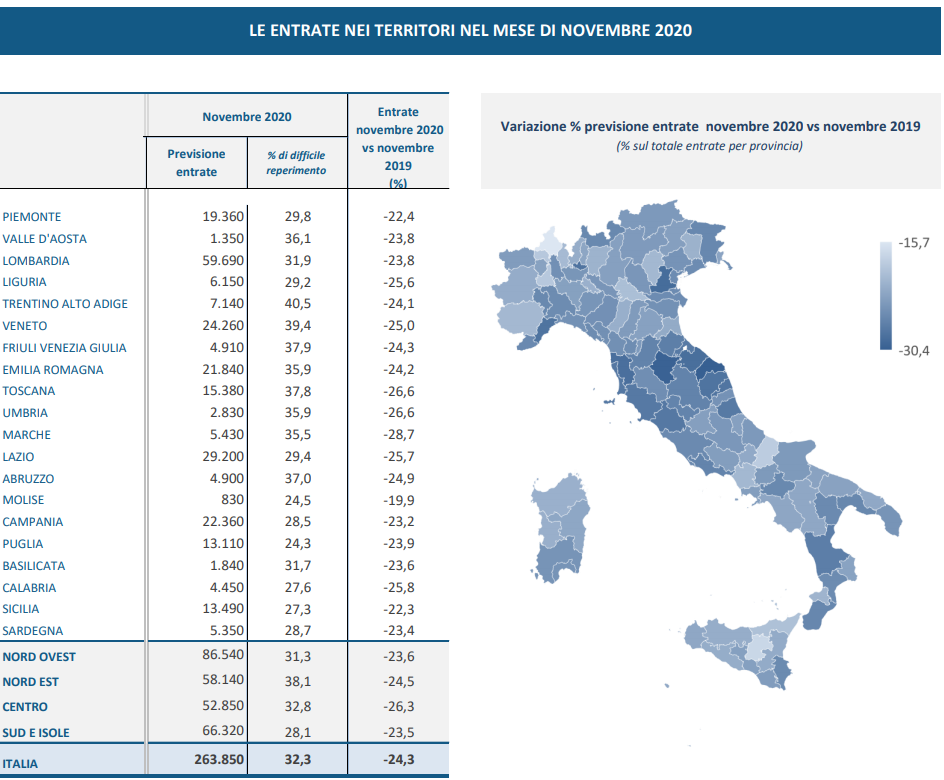 LE ENTRATE NEI TERRITORI NEL MESE DI NOVEMBRE 2020
Novembre 2020
Entrate
novembre 2020
vs novembre
2019
(%)
Previsione
entrate
% di difficile
reperimento
PIEMONTE 19.360 29,8 -22,4
VALLE D'AOSTA 1.350 36,1 -23,8
LOMBARDIA 59.690 31,9 -23,8
LIGURIA 6.150 29,2 -25,6
TRENTINO ALTO ADIGE 7.140 40,5 -24,1
VENETO 24.260 39,4 -25,0
FRIULI VENEZIA GIULIA 4.910 37,9 -24,3
EMILIA ROMAGNA 21.840 35,9 -24,2
TOSCANA 15.380 37,8 -26,6
UMBRIA 2.830 35,9 -26,6
MARCHE 5.430 35,5 -28,7
LAZIO 29.200 29,4 -25,7
ABRUZZO 4.900 37,0 -24,9
MOLISE 830 24,5 -19,9
CAMPANIA 22.360 28,5 -23,2
PUGLIA 13.110 24,3 -23,9
BASILICATA 1.840 31,7 -23,6
CALABRIA 4.450 27,6 -25,8
SICILIA 13.490 27,3 -22,3
SARDEGNA 5.350 28,7 -23,4
NORD OVEST 86.540 31,3 -23,6
NORD EST 58.140 38,1 -24,5
CENTRO 52.850 32,8 -26,3
SUD E ISOLE 66.320 28,1 -23,5
ITALIA 263.850 32,3 -24,3
Variazione % previsione entrate novembre 2020 vs novembre 2019
(% sul totale entrate per provincia)
-15,7
-30,4